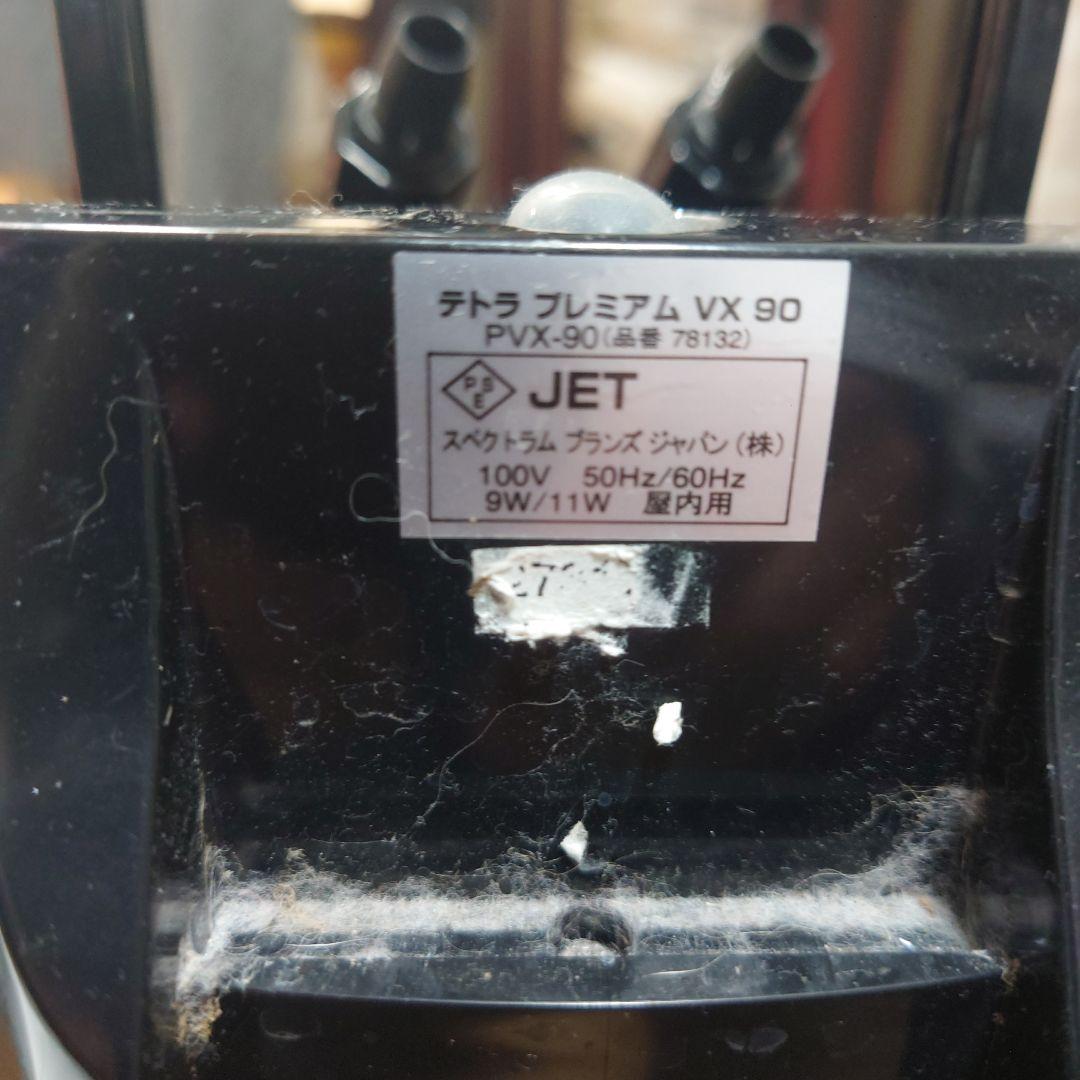 テトラ プレミアム VX 90
PVX-90(品番 78132)
PSE JET
スペクトラム ブランズ ジャパン(株)
100V 50Hz/60Hz
9W/11W 屋内用